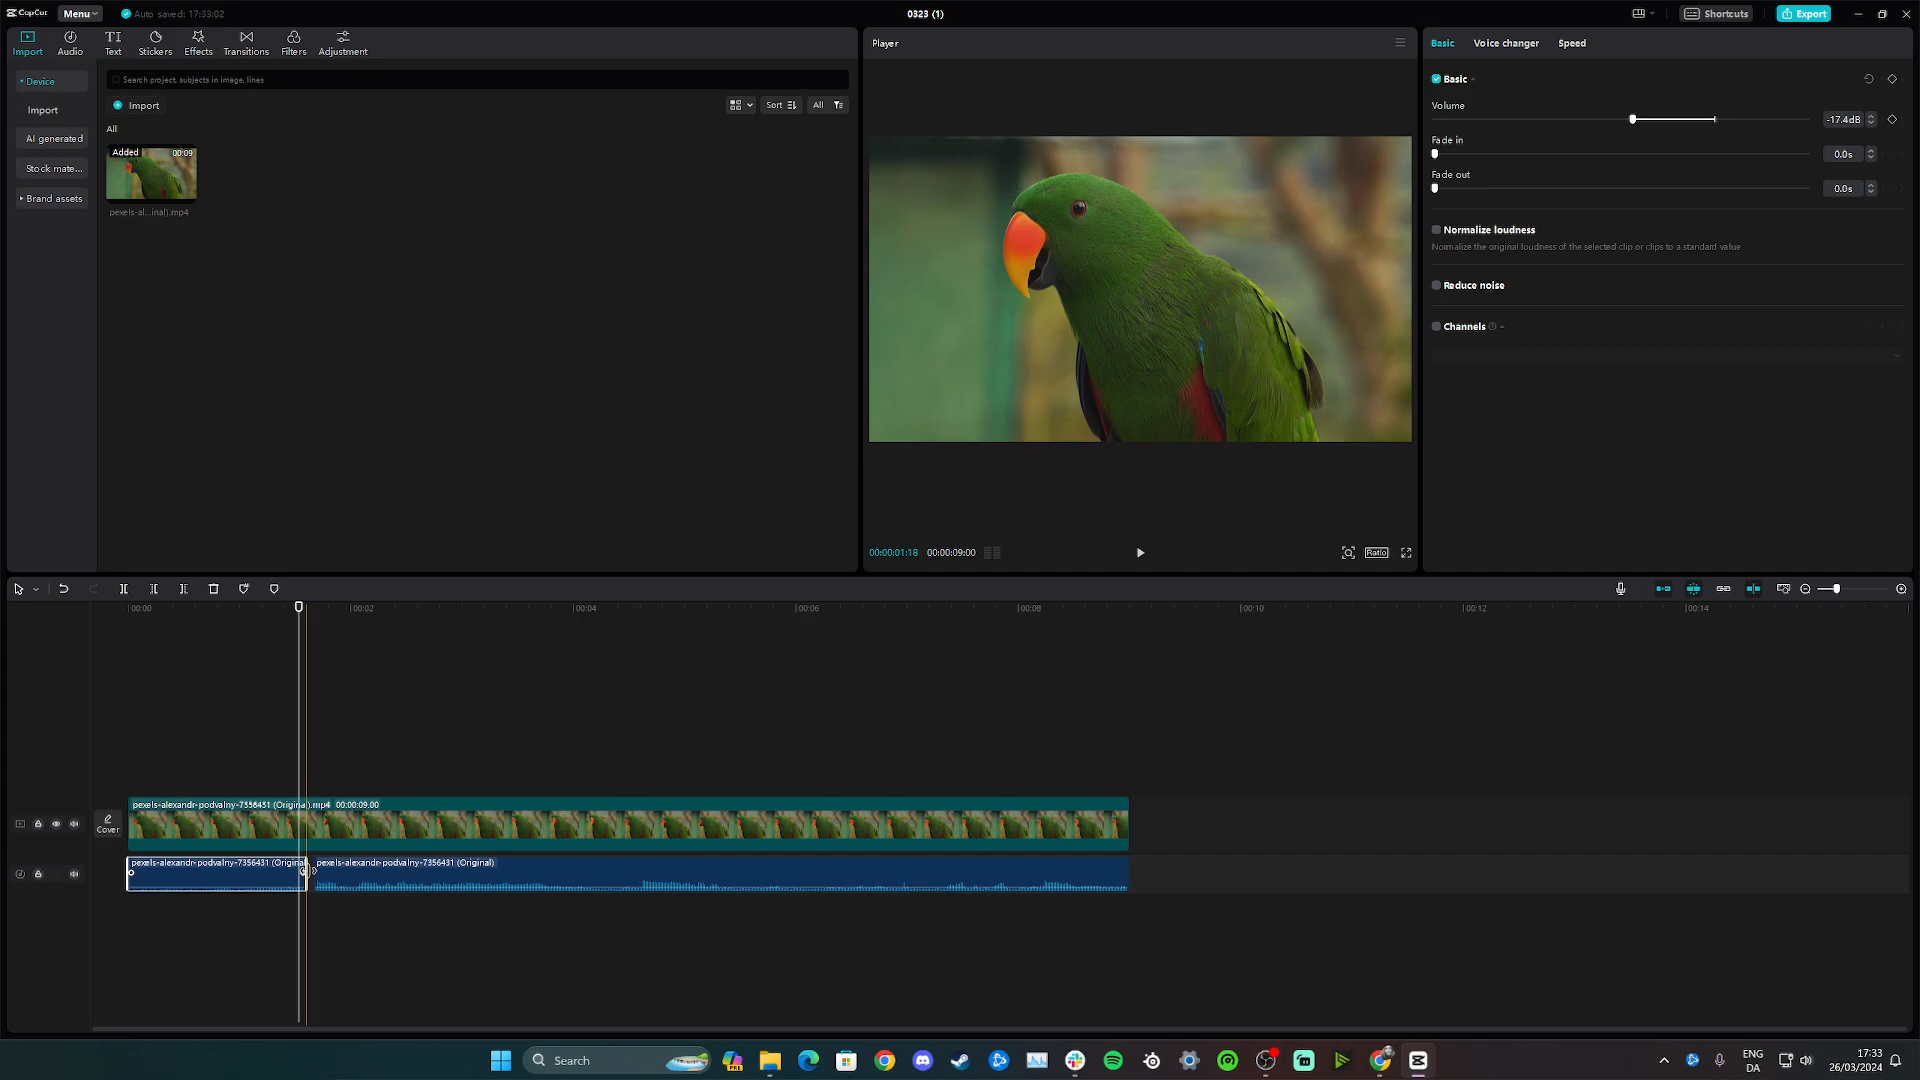 CapCut
Menu
Auto saved: 17:33:02
0323 (1)
Shortcuts
Export
Import
Audio
Text
Stickers
Effects
Transitions
Filters
Adjustment
Device
Import
AI generated
Stock mate...
Brand assets
Search project, subjects in image, lines
Import
Sort
All
All
Added
00:09
pexels-al...inal).mp4
Player
00:00:01:18
00:00:09:00
Ratio
Basic
Voice changer
Speed
Basic
Volume
-17.4dB
Fade in
0.0s
Fade out
0.0s
Normalize loudness
Normalize the original loudness of the selected clip or clips to a standard value
Reduce noise
Channels
00:00
00:02
00:04
00:06
00:08
00:10
00:12
00:14
Cover
pexels-alexandr-podvalny-7356431 (Original).mp4 00:00:09:00
pexels-alexandr-podvalny-7356431 (Original
pexels-alexandr-podvalny-7356431 (Original)
Search
ENG
DA
17:33
26/03/2024